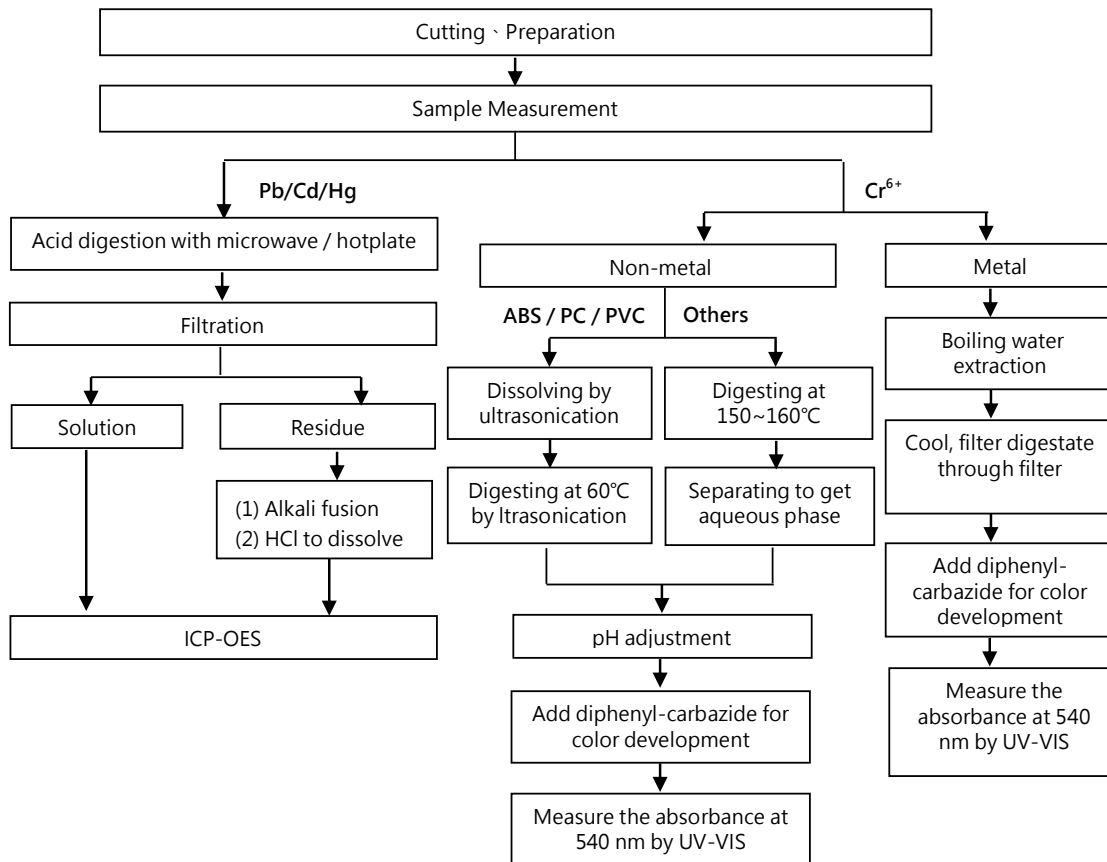 Cutting、Preparation
Sample Measurement
Pb/Cd/Hg
Cr6+
Acid digestion with microwave / hotplate
Filtration
Solution
Residue
(1) Alkali fusion
(2) HCl to dissolve
ICP-OES
Non-metal
ABS / PC / PVC
Others
Dissolving by
ultrasonication
Digesting at
150~160℃
Digesting at 60℃
by ltrasonication
Separating to get
aqueous phase
pH adjustment
Add diphenyl-carbazide for
color development
Measure the absorbance at
540 nm by UV-VIS
Metal
Boiling water
extraction
Cool, filter digestate
through filter
Add diphenyl-
carbazide for color
development
Measure the
absorbance at 540
nm by UV-VIS